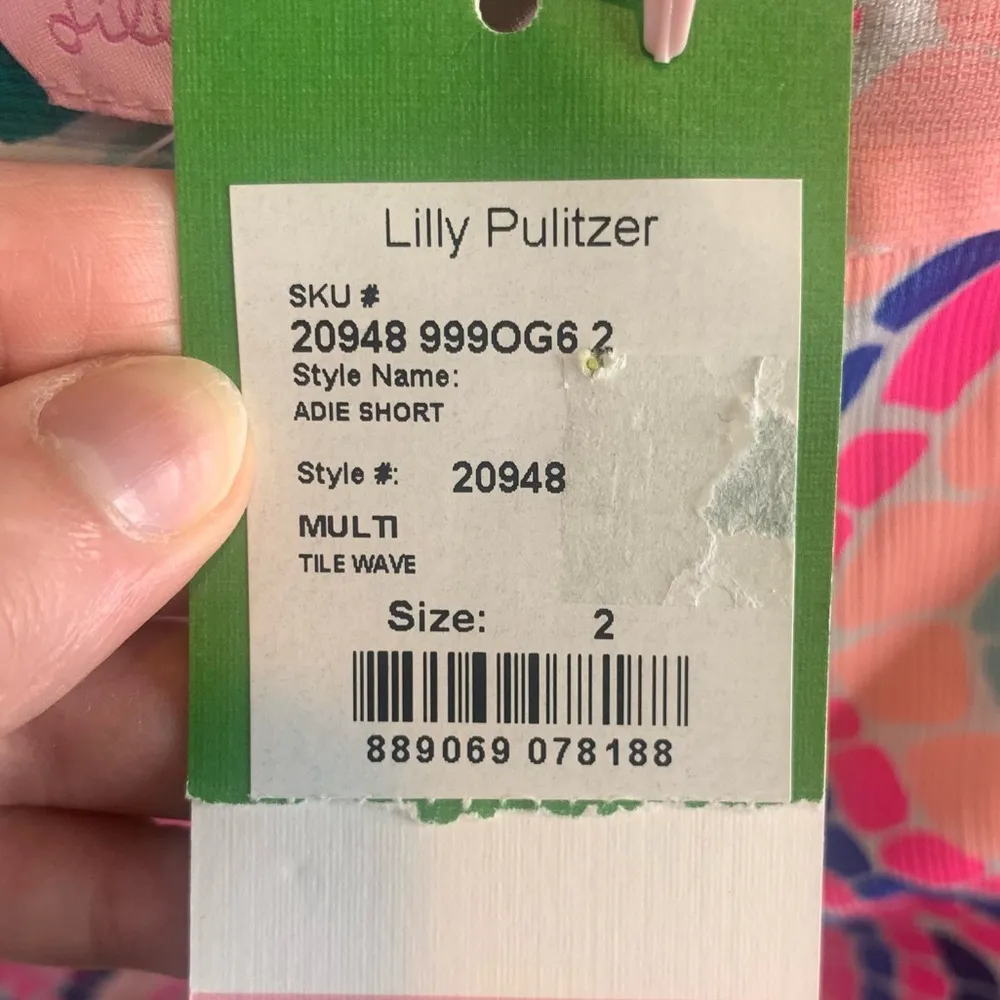 Lilly
Lilly Pulitzer
SKU #
20948 999OG6 2
Style Name:
ADIE SHORT
Style #: 20948
MULTI
TILE WAVE
Size: 2
889069 078188